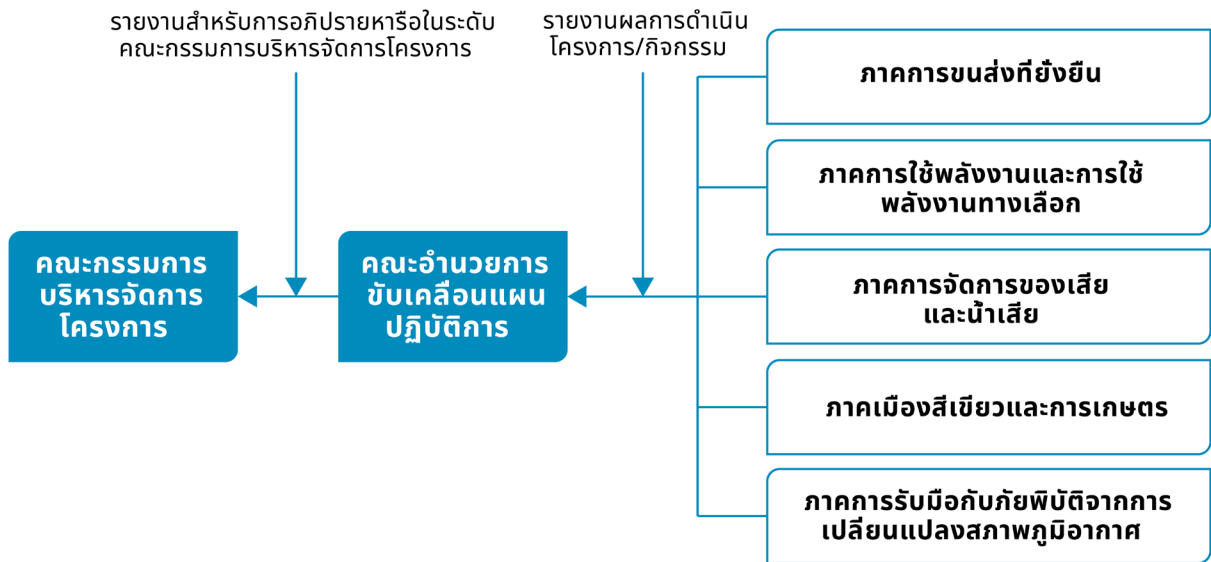 รายงานสำหรับการอภิปรายหารือในระดับ
คณะกรรมการบริหารจัดการโครงการ
รายงานผลการดำเนิน
โครงการ/กิจกรรม
คณะกรรมการ
บริหารจัดการ
โครงการ
คณะอำนวยการ
ขับเคลื่อนแผน
ปฏิบัติการ
ภาคการขนส่งที่ยั่งยืน
ภาคการใช้พลังงานและการใช้
พลังงานทางเลือก
ภาคการจัดการของเสีย
และน้ำเสีย
ภาคเมืองสีเขียวและการเกษตร
ภาคการรับมือกับภัยพิบัติจากการ
เปลี่ยนแปลงสภาพภูมิอากาศ